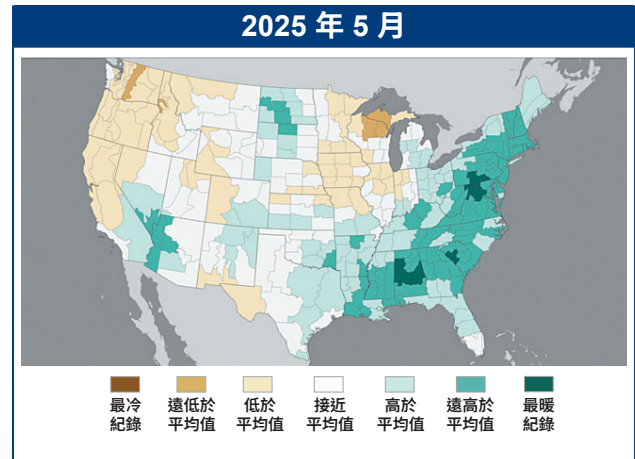 2025 年 5 月
最冷
紀錄
遠低於
平均值
低於
平均值
接近
平均值
高於
平均值
遠高於
平均值
最暖
紀錄